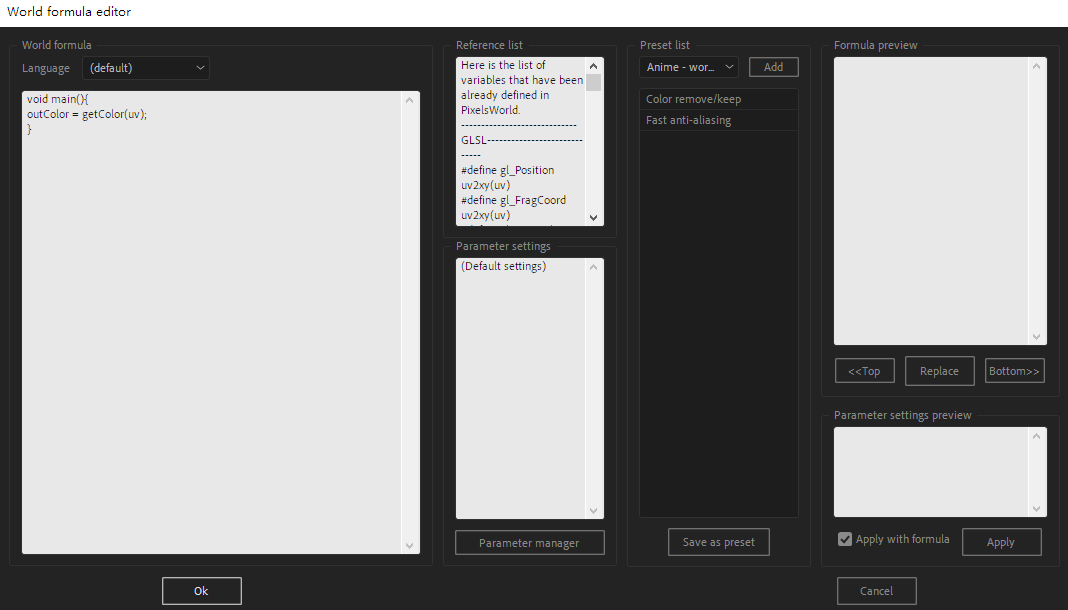 World formula editor
World formula
Language
(default)
void main(){
outColor = getColor(uv);
}
Ok
Reference list
Here is the list of
variables that have been
already defined in
PixelsWorld.
-----------------------------
GLSL------------------------
-----
#define gl_Position
uv2xy(uv)
#define gl_FragCoord
uv2xy(uv)
Parameter settings
(Default settings)
Parameter manager
Preset list
Anime - wor...
Add
Color remove/keep
Fast anti-aliasing
Save as preset
Formula preview
<<Top
Replace
Bottom>>
Parameter settings preview
Apply with formula
Apply
Cancel